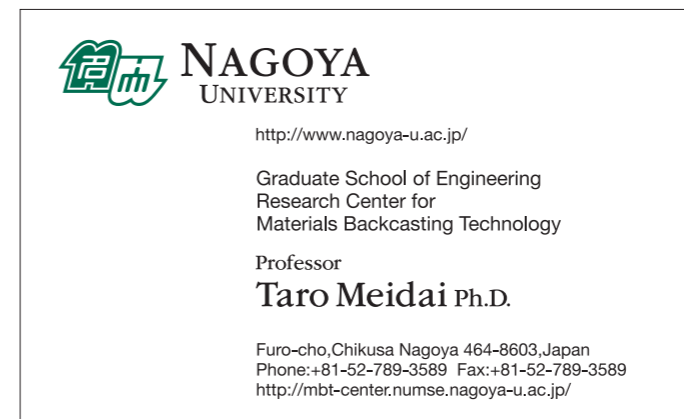 名大
NAGOYA
UNIVERSITY
http://www.nagoya-u.ac.jp/
Graduate School of Engineering
Research Center for
Materials Backcasting Technology
Professor
Taro Meidai Ph.D.
Furo-cho,Chikusa Nagoya 464-8603,Japan
Phone:+81-52-789-3589 Fax:+81-52-789-3589
http://mbt-center.numse.nagoya-u.ac.jp/